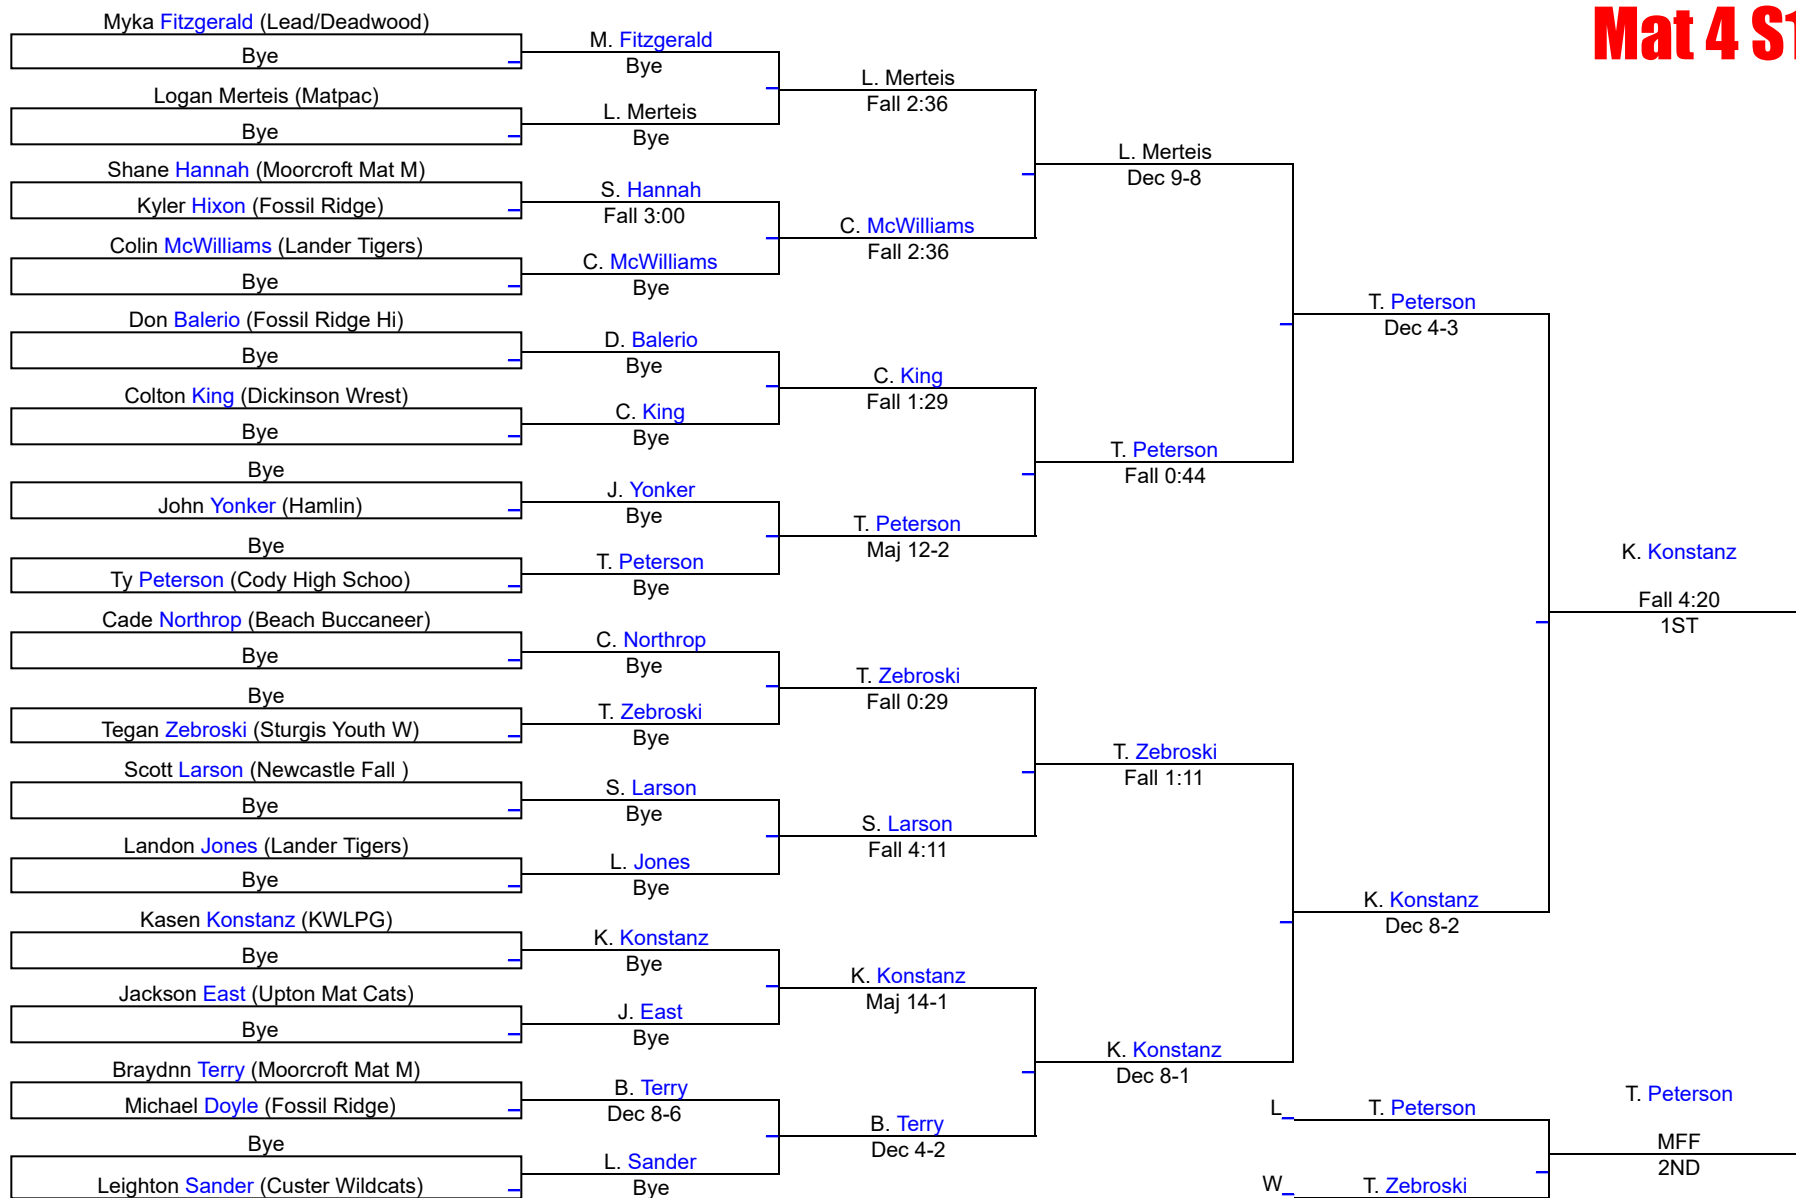 Mat 4 S1
Myka Fitzgerald (Lead/Deadwood)
Bye
Logan Merteis (Matpac)
Bye
Shane Hannah (Moorcroft Mat M)
Kyler Hixon (Fossil Ridge)
Colin McWilliams (Lander Tigers)
Bye
Don Balerio (Fossil Ridge Hi)
Bye
Colton King (Dickinson Wrest)
Bye
Bye
John Yonker (Hamlin)
Bye
Ty Peterson (Cody High Schoo)
Cade Northrop (Beach Buccaneer)
Bye
Bye
Tegan Zebroski (Sturgis Youth W)
Scott Larson (Newcastle Fall )
Bye
Landon Jones (Lander Tigers)
Bye
Kasen Konstanz (KWLPG)
Bye
Jackson East (Upton Mat Cats)
Bye
Braydnn Terry (Moorcroft Mat M)
Michael Doyle (Fossil Ridge)
Bye
Leighton Sander (Custer Wildcats)
M. Fitzgerald
Bye
L. Merteis
Bye
S. Hannah
Fall 3:00
C. McWilliams
Bye
D. Balerio
Bye
C. King
Bye
J. Yonker
Bye
T. Peterson
Bye
C. Northrop
Bye
T. Zebroski
Bye
S. Larson
Bye
L. Jones
Bye
K. Konstanz
Bye
J. East
Bye
B. Terry
Dec 8-6
L. Sander
Bye
L. Merteis
Fall 2:36
C. McWilliams
Fall 2:36
C. King
Fall 1:29
T. Peterson
Maj 12-2
T. Zebroski
Fall 0:29
S. Larson
Fall 4:11
K. Konstanz
Maj 14-1
B. Terry
Dec 4-2
L. Merteis
Dec 9-8
T. Peterson
Fall 0:44
T. Zebroski
Fall 1:11
K. Konstanz
Dec 8-1
T. Peterson
Dec 4-3
K. Konstanz
Dec 8-2
K. Konstanz
Fall 4:20
1ST
L_ T. Peterson
W_ T. Zebroski
T. Peterson
MFF
2ND